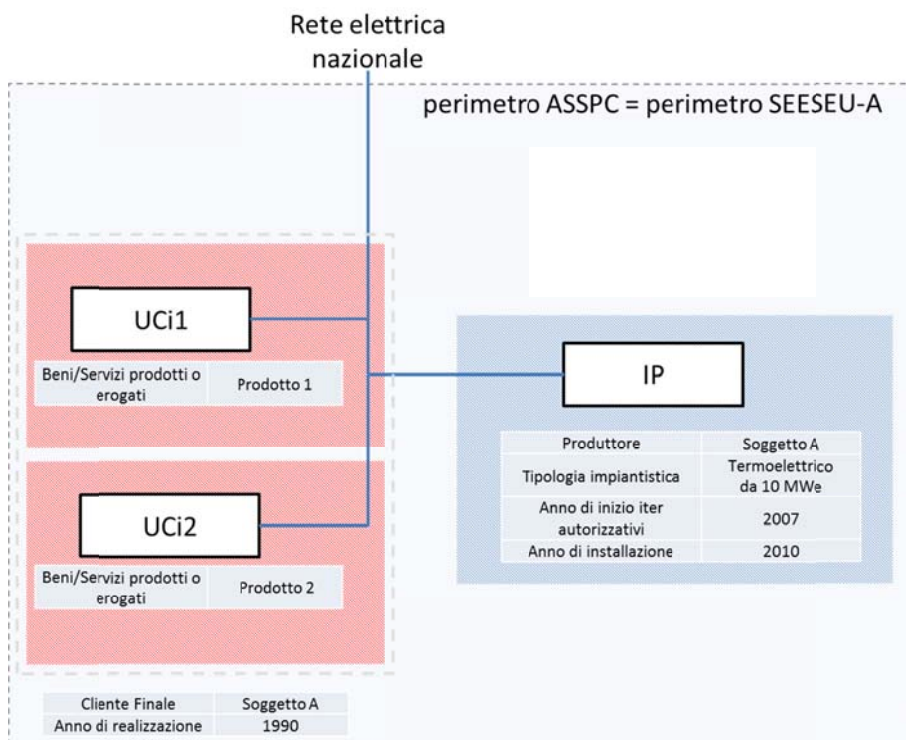 Rete elettrica
nazionale
perimetro ASSPC = perimetro SEESEU-A
UCi1
Beni/Servizi prodotti o
erogati
Prodotto 1
UCi2
Beni/Servizi prodotti o
erogati
Prodotto 2
Cliente Finale
Soggetto A
Anno di realizzazione
1990
IP
Produttore
Soggetto A
Tipologia impiantistica
Termoelettrico
da 10 MWe
Anno di inizio iter
autorizzativi
2007
Anno di installazione
2010